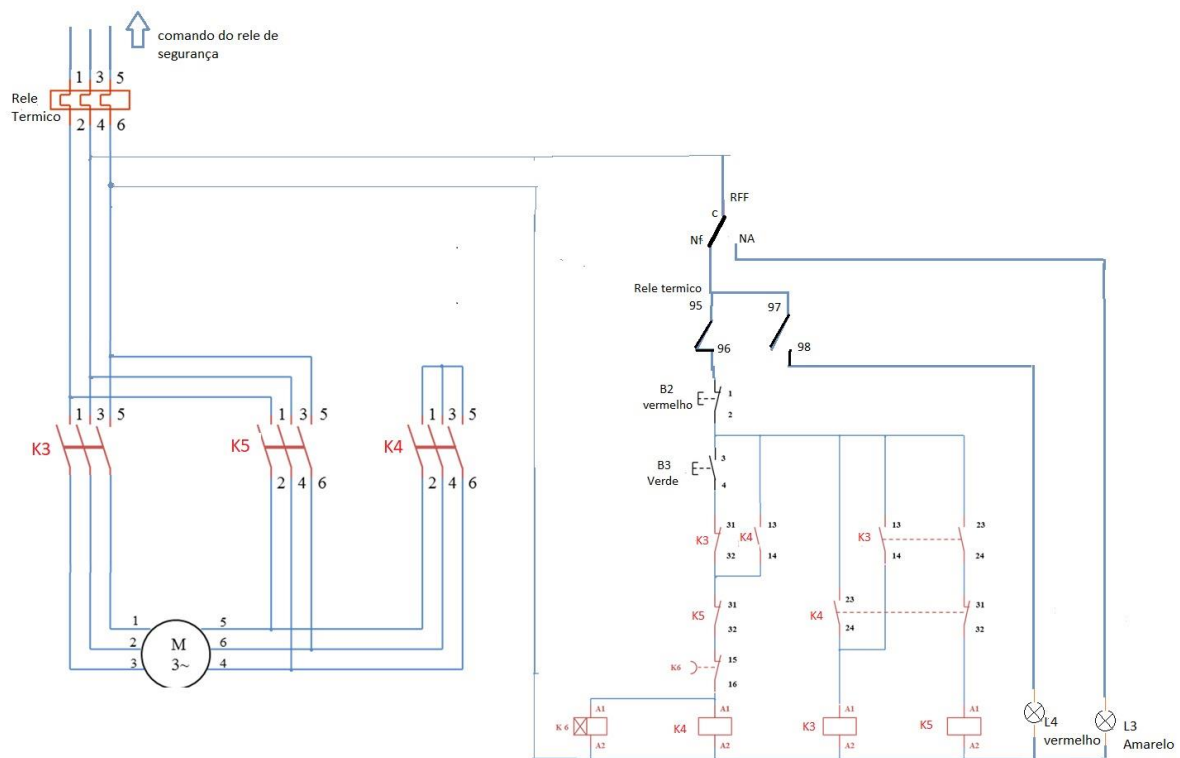 comando do rele de
segurança
1 3 5
Rele
Termico
2 4 6
RFF
C
Nf NA
Rele termico
95 97
96 98
B2
vermelho
1
2
B3
Verde
3
4
K3 1 3 5
K5 1 3 5
2 4 6
K4 1 3 5
2 4 6
K3 31
32
K4 13
14
K3 13
14
23
24
K5 31
32
K4 23
24
31
32
K6 15
16
1 5
2 M 6
3 3~ 4
K 6 A1
A2
K4 A1
A2
K3 A1
A2
K5 A1
A2
L4
vermelho
L3
Amarelo